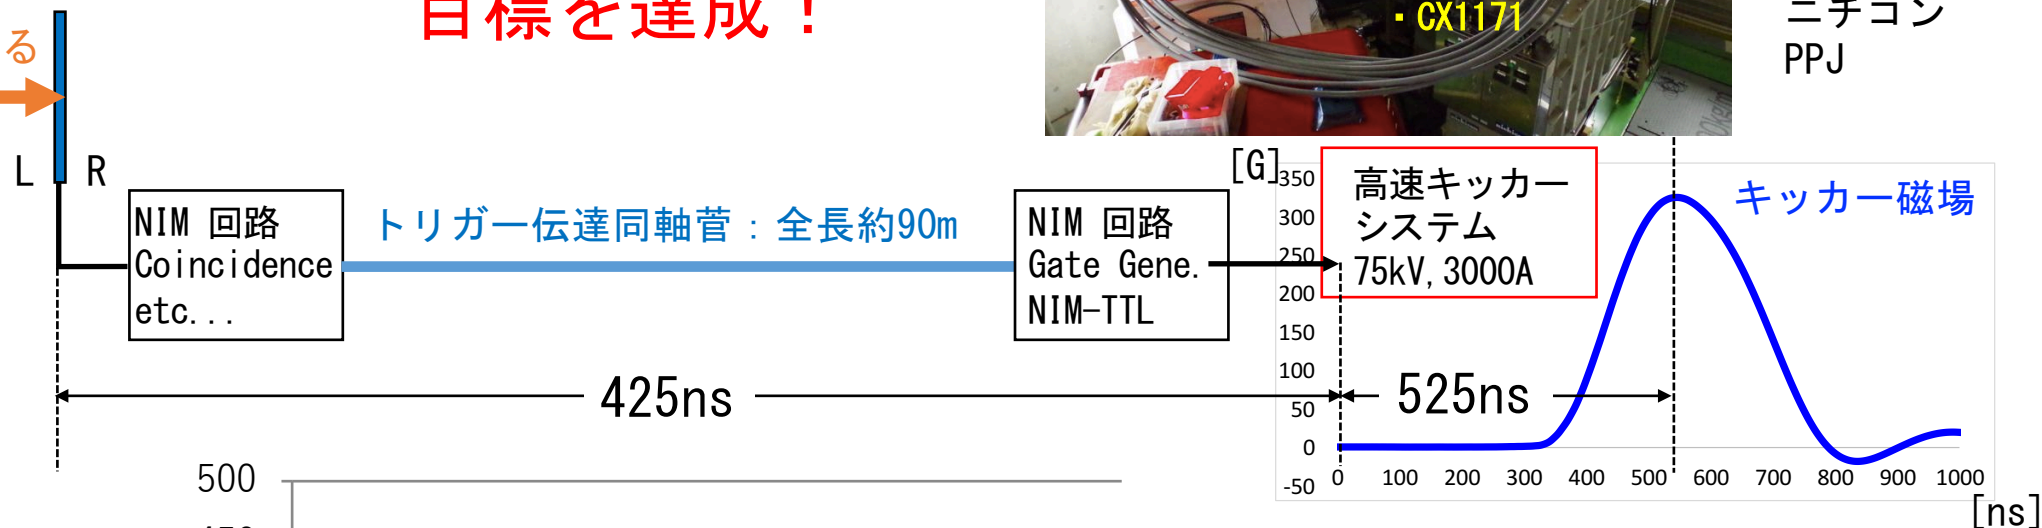 目標を達成！
る
・CX1171
ニチコン
PPJ
L R
NIM 回路
Coincidence
etc...
トリガー伝達同軸菅：全長約90m
NIM 回路
Gate Gene.
NIM-TTL
[G]
高速キッカー
システム
75kV,3000A
キッカー磁場
350
300
250
200
150
100
50
0
-50
0 100 200 300 400 500 600 700 800 900 1000
[ns]
425ns
525ns
500